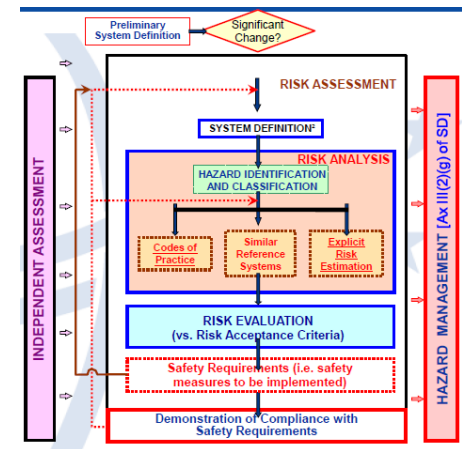 Preliminary
System Definition
Significant
Change?
RISK ASSESSMENT
SYSTEM DEFINITION²
RISK ANALYSIS
HAZARD IDENTIFICATION
AND CLASSIFICATION
Codes of
Practice
Similar
Reference
Systems
Explicit
Risk
Estimation
RISK EVALUATION
(vs. Risk Acceptance Criteria)
Safety Requirements (i.e. safety
measures to be implemented)
Demonstration of Compliance with
Safety Requirements
INDEPENDENT ASSESSMENT
HAZARD MANAGEMENT [Ax III(2)(g) of SD]